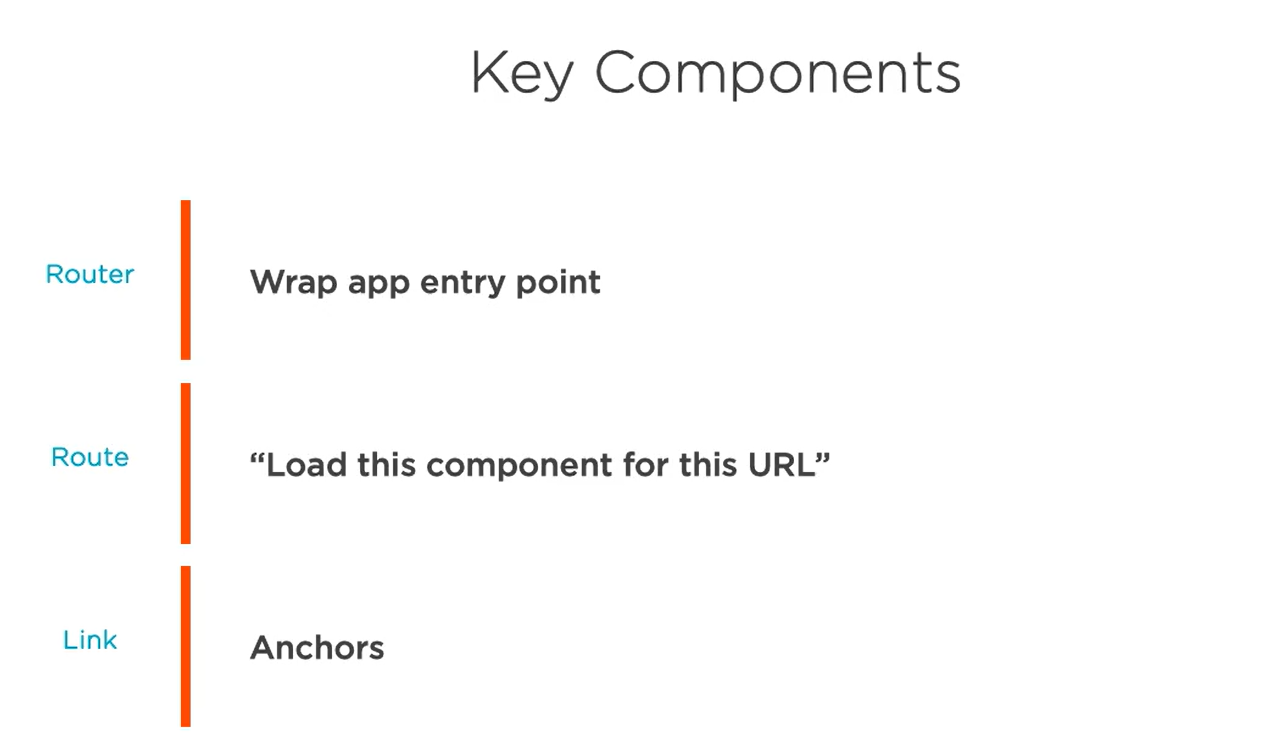 Key Components
Router
Wrap app entry point
Route
“Load this component for this URL”
Link
Anchors